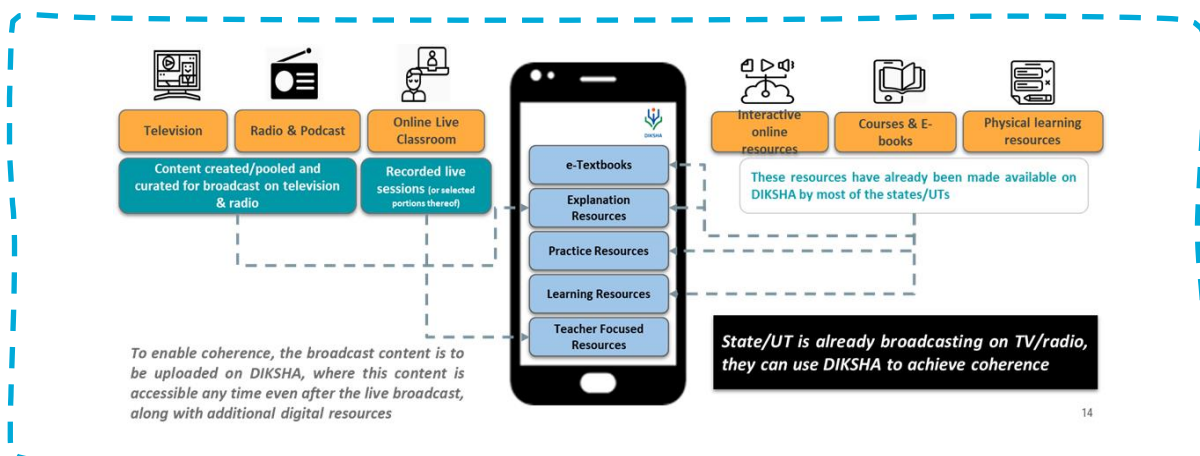 Television
Radio & Podcast
Online Live
Classroom
Content created/pooled and
curated for broadcast on television
& radio
Recorded live
sessions (or selected
portions thereof)
To enable coherence, the broadcast content is to
be uploaded on DIKSHA, where this content is
accessible any time even after the live broadcast,
along with additional digital resources
DIKSHA
e-Textbooks
Explanation
Resources
Practice Resources
Learning Resources
Teacher Focused
Resources
Interactive
online
resources
Courses & E-
books
Physical learning
resources
These resources have already been made available on
DIKSHA by most of the states/UTs
State/UT is already broadcasting on TV/radio,
they can use DIKSHA to achieve coherence
14